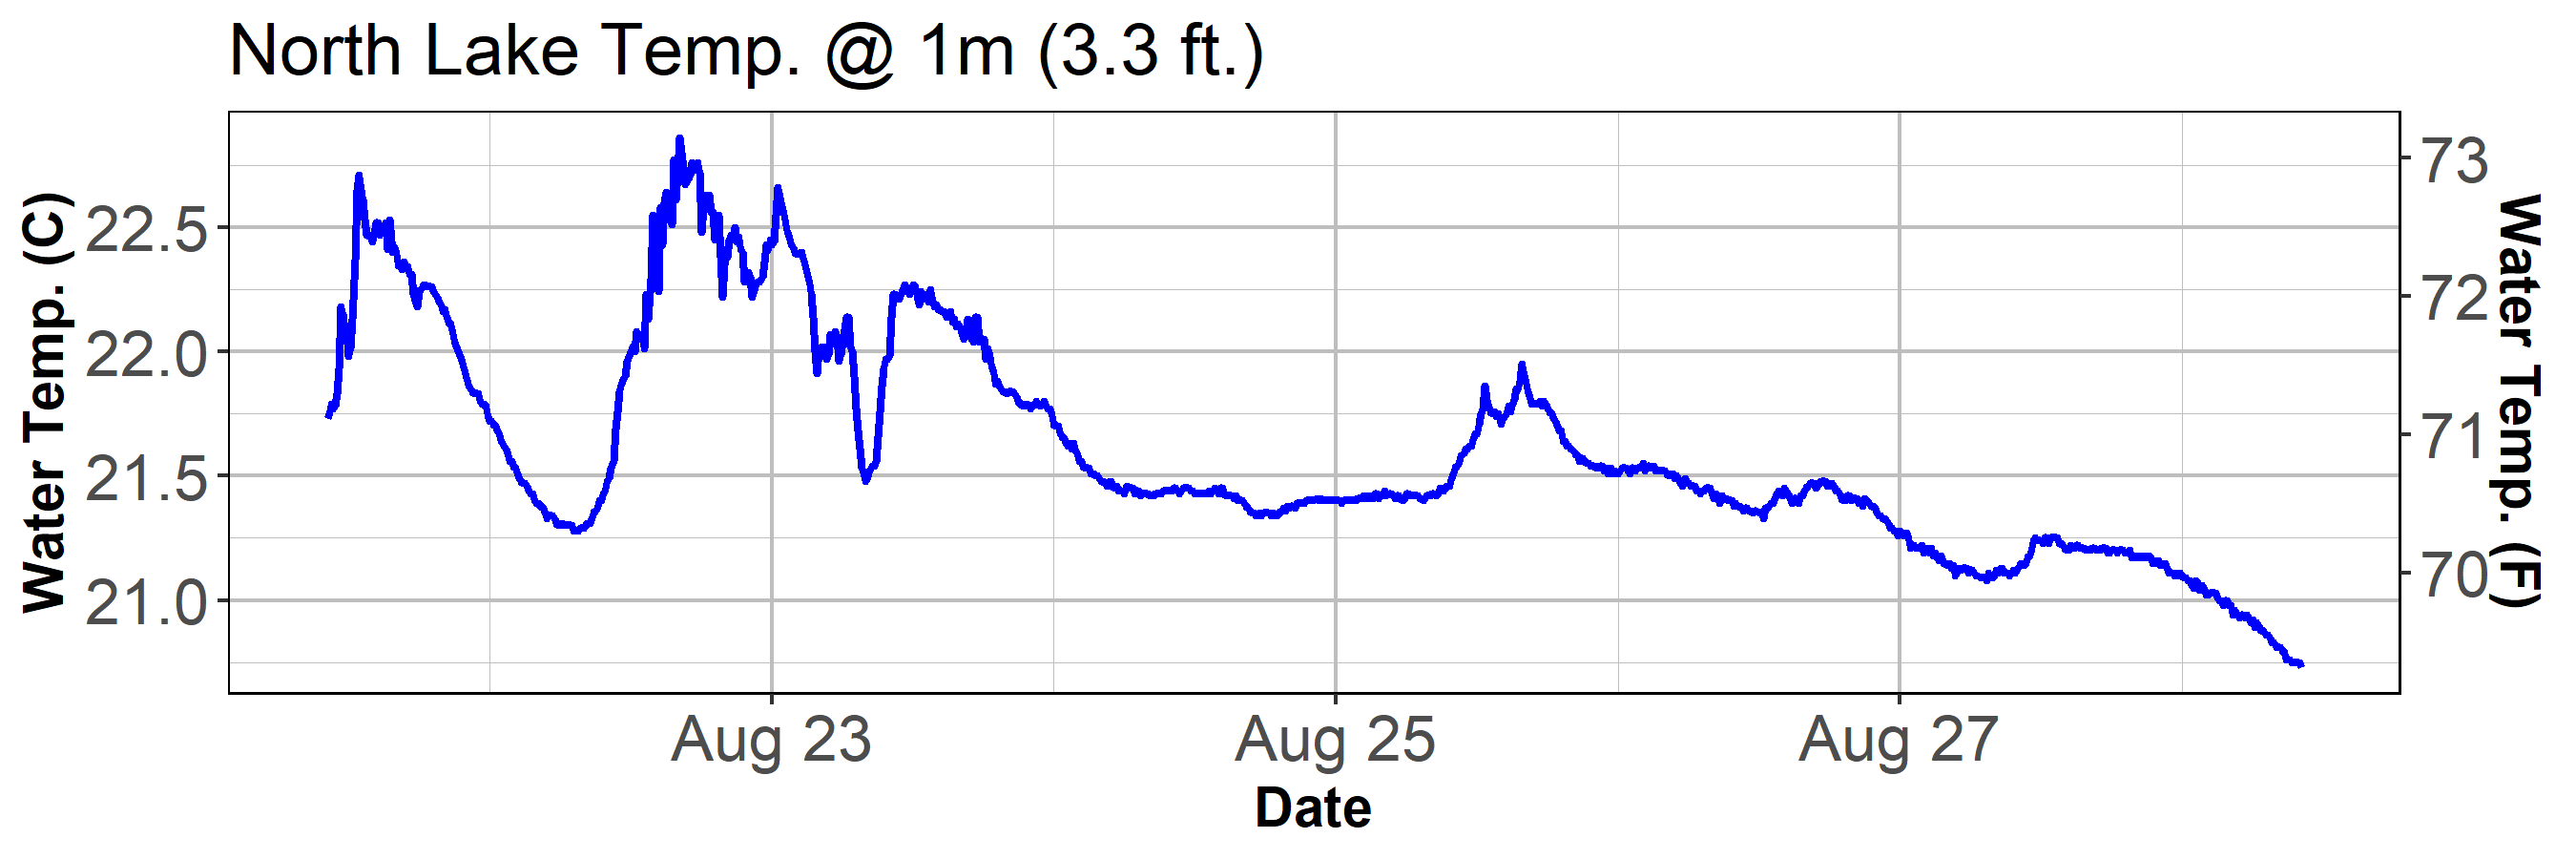 North Lake Temp. @ 1m (3.3 ft.)
Water Temp. (C)
22.5
22.0
21.5
21.0
73
72
71
70
Water Temp. (F)
Aug 23
Aug 25
Aug 27
Date